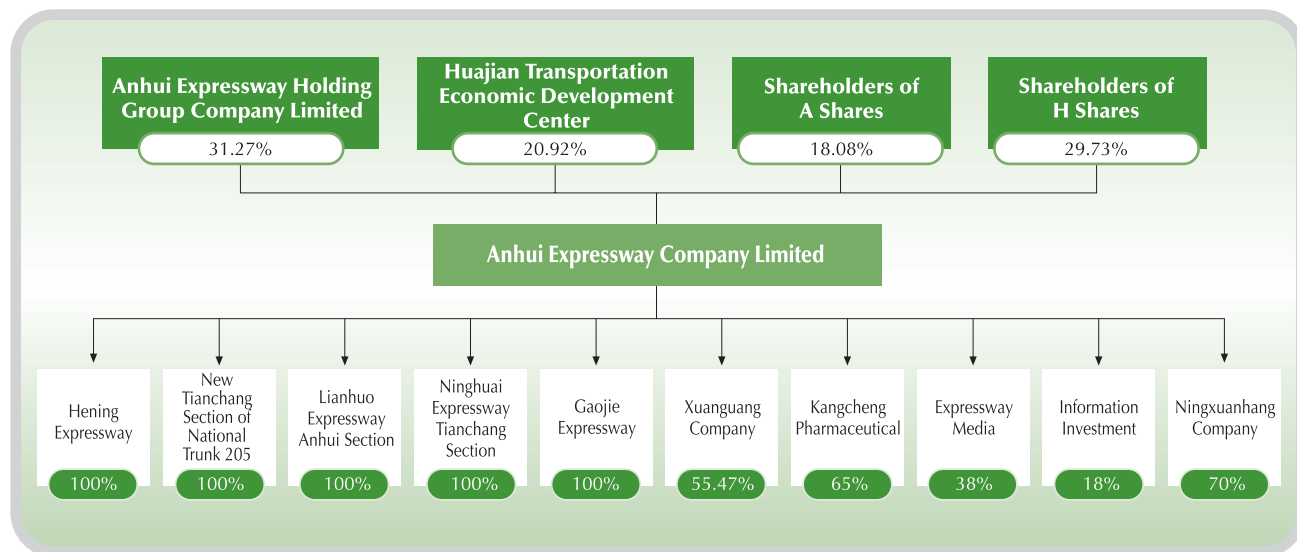 Anhui Expressway Holding
Group Company Limited
31.27%
Huajian Transportation
Economic Development
Center
20.92%
Shareholders of
A Shares
18.08%
Shareholders of
H Shares
29.73%
Anhui Expressway Company Limited
Hening
Expressway
100%
New
Tianchang
Section of
National
Trunk 205
100%
Lianhuo
Expressway
Anhui Section
100%
Ninghuai
Expressway
Tianchang
Section
100%
Gaojie
Expressway
100%
Xuanguang
Company
55.47%
Kangcheng
Pharmaceutical
65%
Expressway
Media
38%
Information
Investment
18%
Ningxuanhang
Company
70%